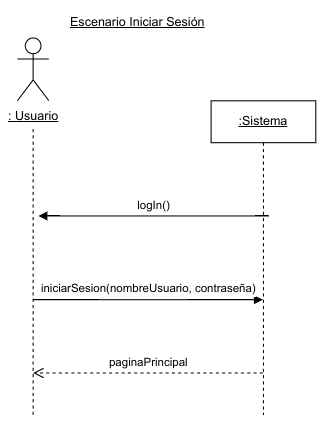 Escenario Iniciar Sesión
: Usuario
:Sistema
logIn()
iniciarSesion(nombreUsuario, contraseña)
paginaPrincipal